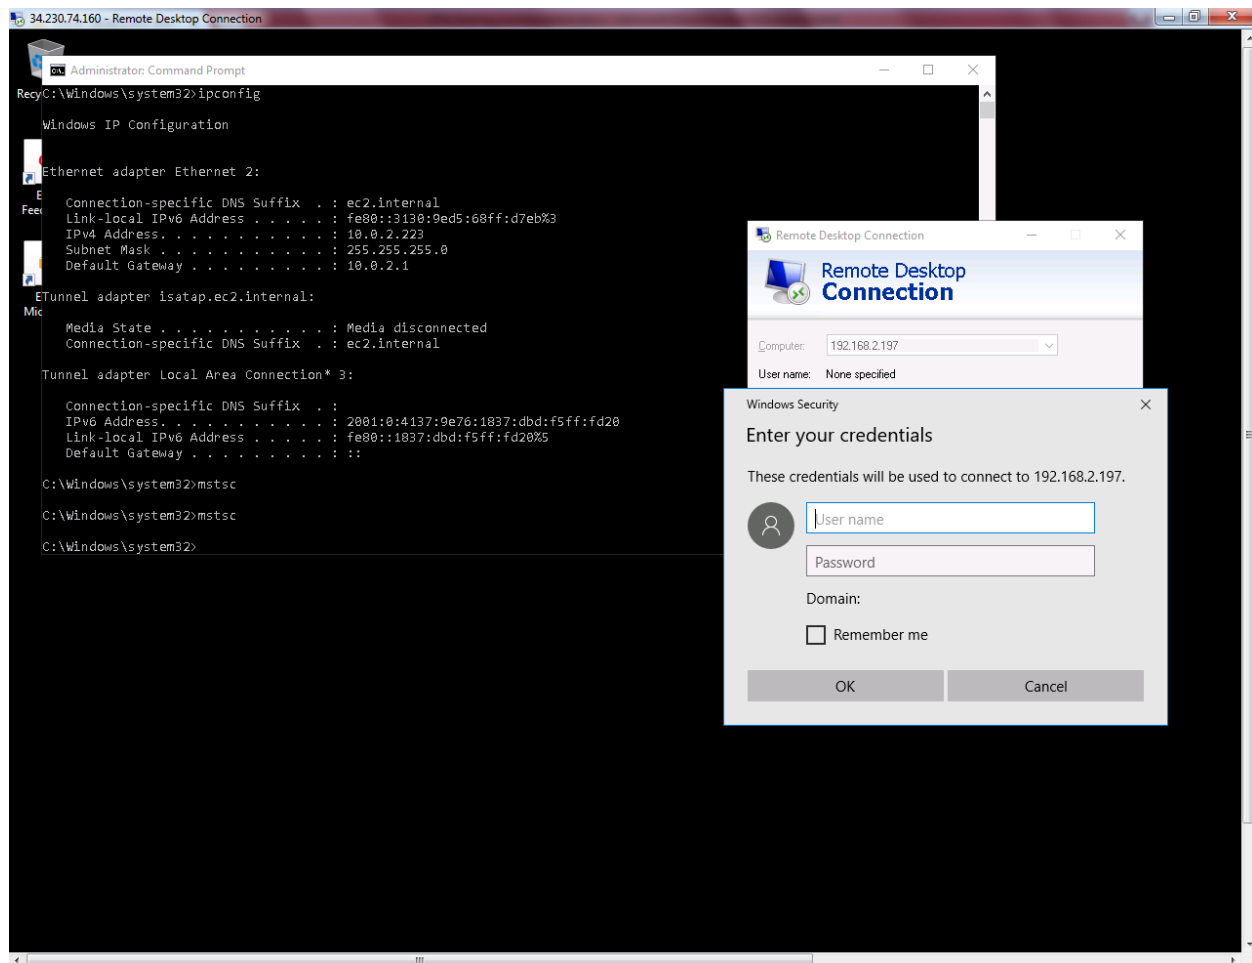 34.230.74.160 - Remote Desktop Connection
Administrator: Command Prompt
Recy
C:\Windows\system32>ipconfig
Windows IP Configuration
Ethernet adapter Ethernet 2:
E
Feed
Connection-specific DNS Suffix . : ec2.internal
Link-local IPv6 Address . . . . . : fe80::3130:9ed5:68ff:d7eb%3
IPv4 Address. . . . . . . . . . . : 10.0.2.223
Subnet Mask . . . . . . . . . . . : 255.255.255.0
Default Gateway . . . . . . . . . : 10.0.2.1
E
Mic
Tunnel adapter isatap.ec2.internal:
Media State . . . . . . . . . . . : Media disconnected
Connection-specific DNS Suffix . : ec2.internal
Tunnel adapter Local Area Connection* 3:
Connection-specific DNS Suffix . :
IPv6 Address. . . . . . . . . . . : 2001:0:4137:9e76:1837:dbd:f5ff:fd20
Link-local IPv6 Address . . . . . : fe80::1837:dbd:f5ff:fd20%5
Default Gateway . . . . . . . . . : ::
C:\Windows\system32>mstsc
C:\Windows\system32>mstsc
C:\Windows\system32>
Remote Desktop Connection
Remote Desktop
Connection
Computer: 192.168.2.197
User name: None specified
Windows Security
Enter your credentials
These credentials will be used to connect to 192.168.2.197.
User name
Password
Domain:
Remember me
OK Cancel